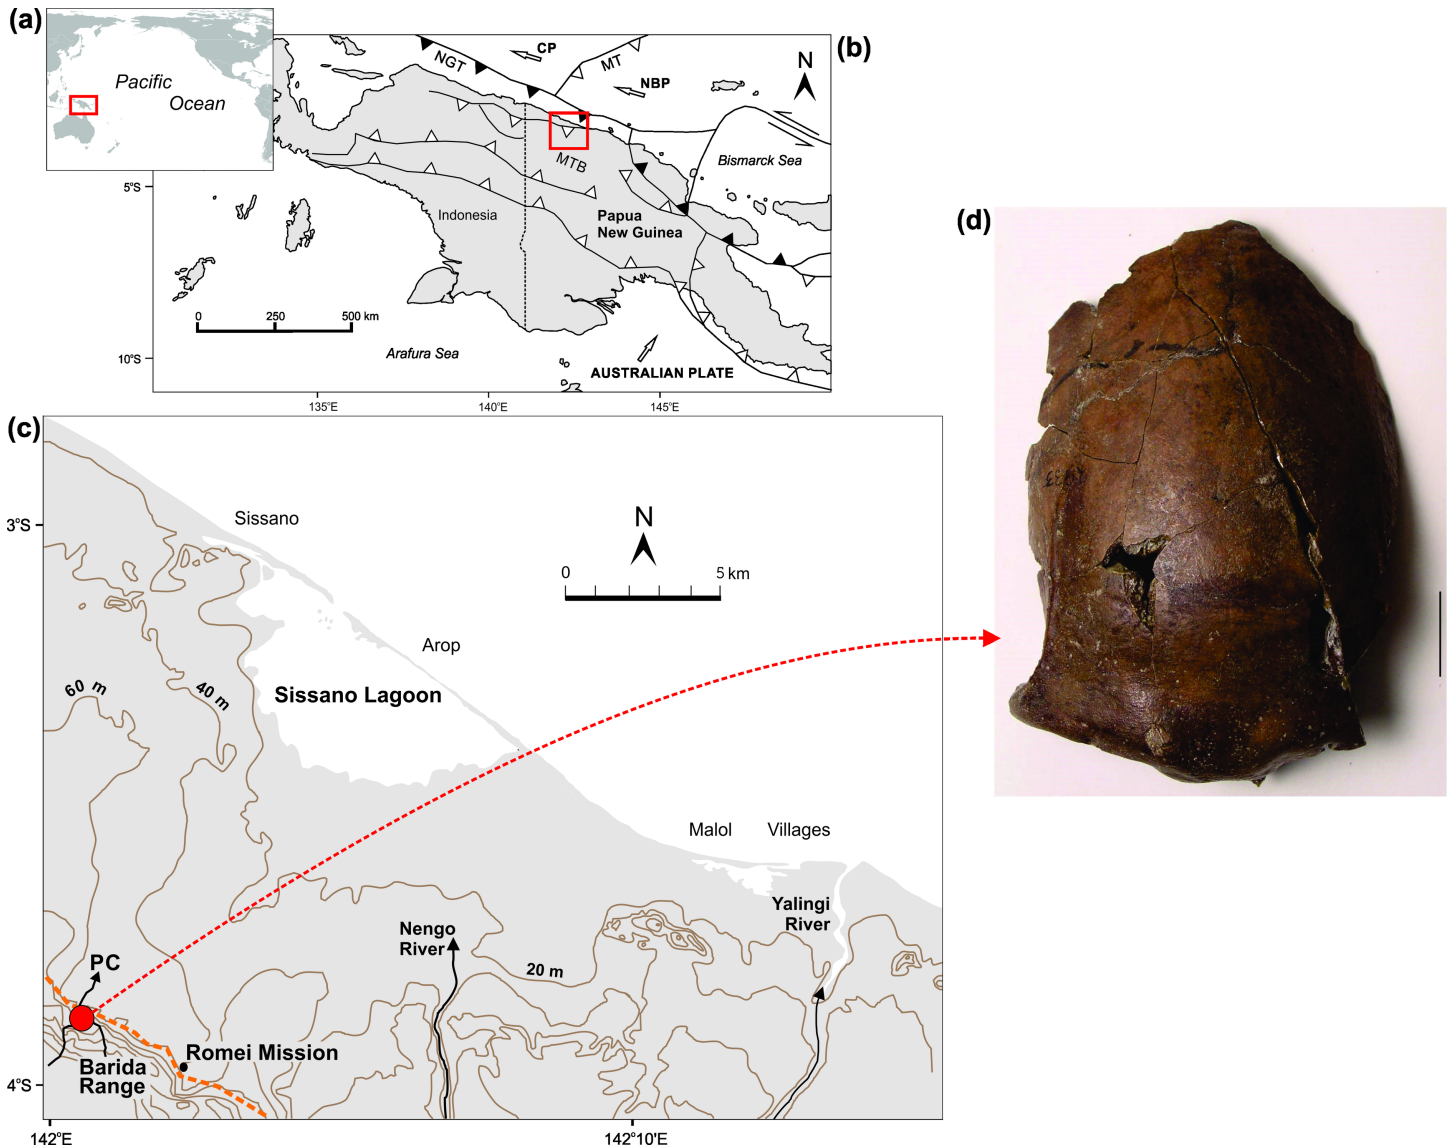 (a)
Pacific
Ocean
(b)
N
NGT
CP
MT
NBP
MTB
Bismarck Sea
Indonesia
Papua
New Guinea
5°S
10°S
0 250 500 km
Arafura Sea
AUSTRALIAN PLATE
135°E 140°E 145°E
(c)
3°S
4°S
Sissano
N
0 5 km
Arop
Sissano Lagoon
60 m
40 m
Malol Villages
Yalingi
River
Nengo
River
20 m
PC
Romei Mission
Barida
Range
142°E 142°10'E
(d)